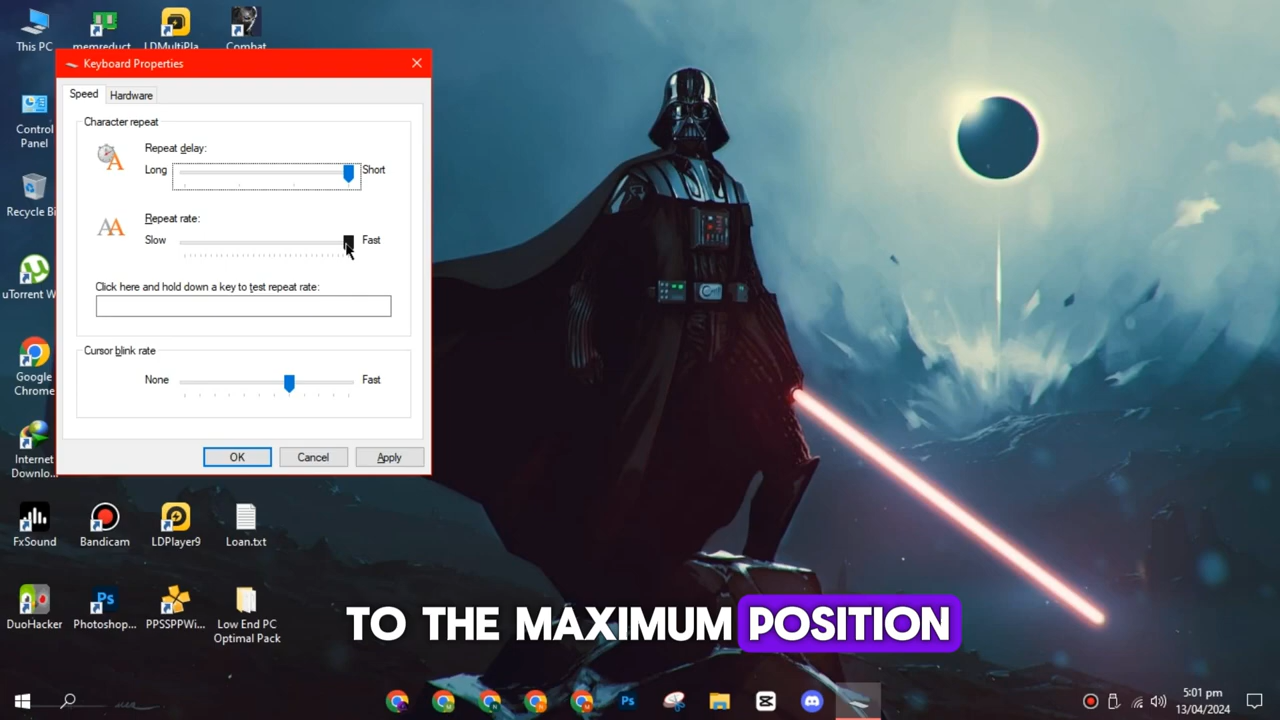 This PC
memreduct
LDMultiPla
Combat
Keyboard Properties
Speed
Hardware
Character repeat
Repeat delay:
Long
Short
Repeat rate:
Slow
Fast
Click here and hold down a key to test repeat rate:
Cursor blink rate
None
Fast
OK
Cancel
Apply
Control
Panel
Recycle Bi
uTorrent W
Google
Chrome
Internet
Downlo...
FxSound
Bandicam
LDPlayer9
Loan.txt
DuoHacker
Photoshop...
PPSSPPWi...
Low End PC
Optimal Pack
TO THE MAXIMUM POSITION
5:01 pm
13/04/2024